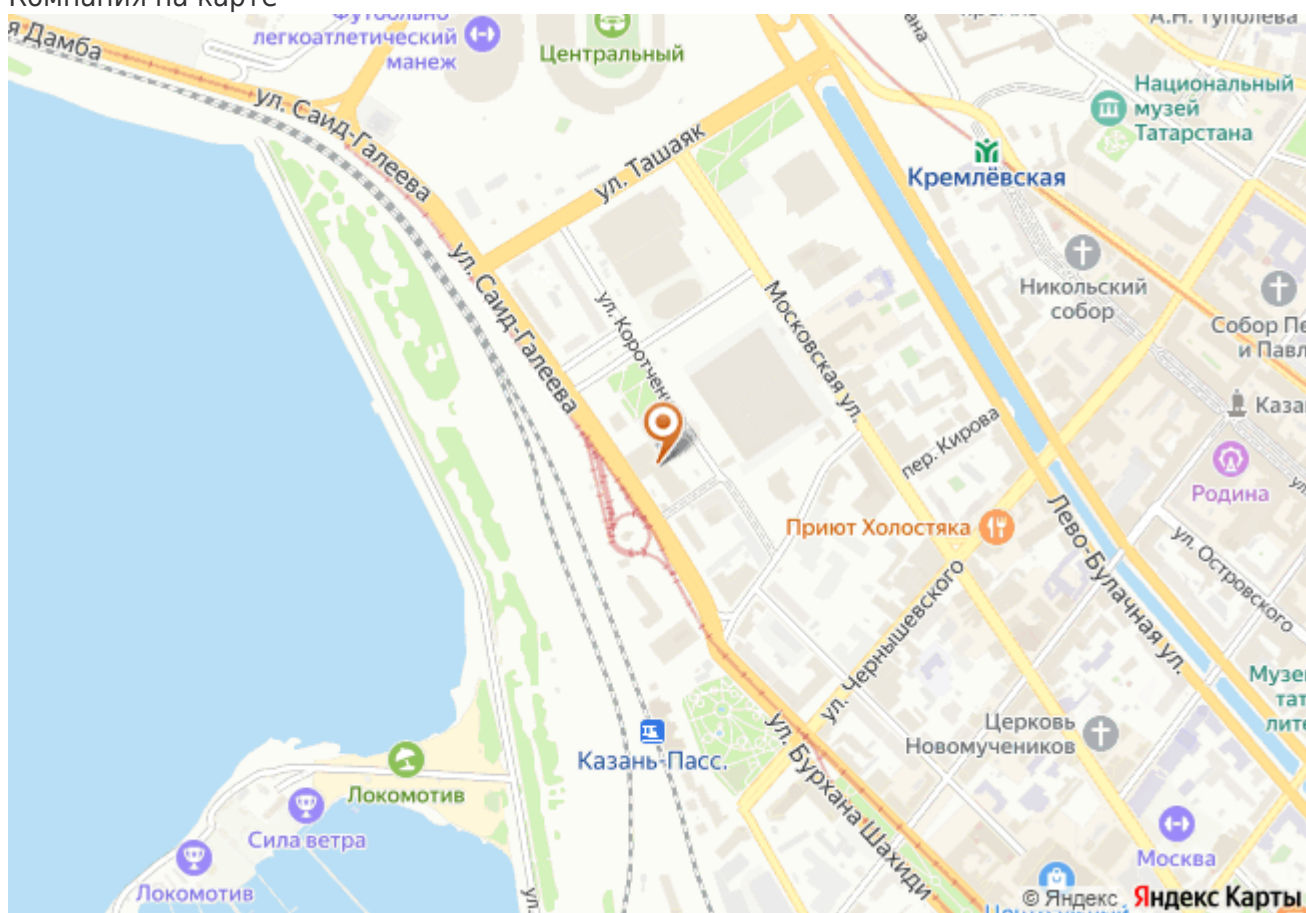 Компания на карте
Футбольно
легкоатлетический
манеж
Центральный
я Дамба
ул. Саид-Галеева
ул. Ташаяк
А.Н. Туполева
Национальный
музей
Татарстана
Кремлёвская
ул. Саид-Галеева
ул. Коротченк
Московская ул.
Никольский
собор
Собор Пе
и Павл
Каза
пер. Кирова
Родина
Приют Холостяка
Лево-Булачная ул.
ул. Островского
ул. Чернышевского
Музе
тат
лите
Церковь
Новомучеников
Казань-Пасс.
ул. Бурхана Шахиди
Локомотив
Сила ветра
Локомотив
ул.
Москва
© Яндекс Яндекс Карты